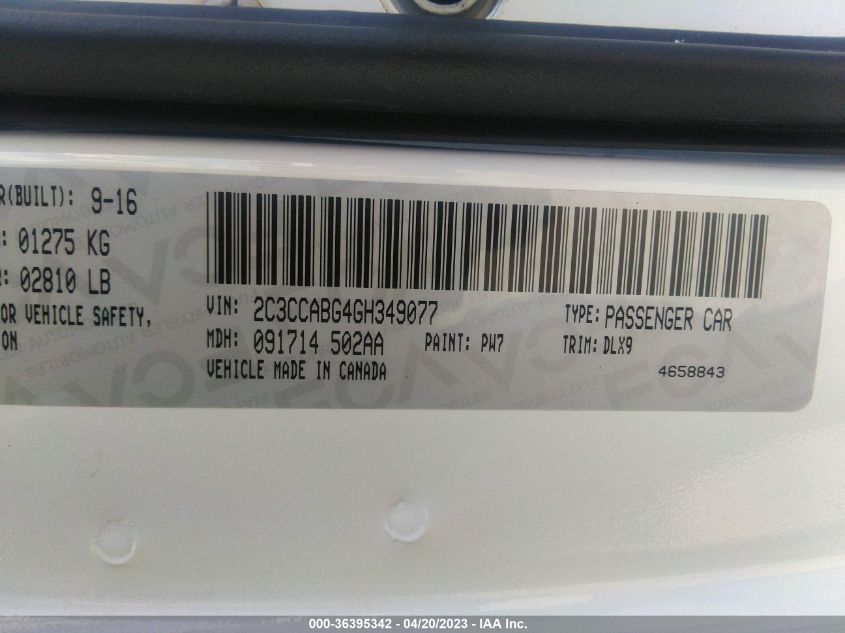 R(BUILT): 9-16
: 01275 KG
R: 02810 LB
OR VEHICLE SAFETY,
ON
VIN: 2C3CCABG4GH349077 TYPE: PASSENGER CAR
MDH: 091714 502AA PAINT: PW7 TRIM: DLX9
VEHICLE MADE IN CANADA 4658843
000-36395342 - 04/20/2023 - IAA Inc.